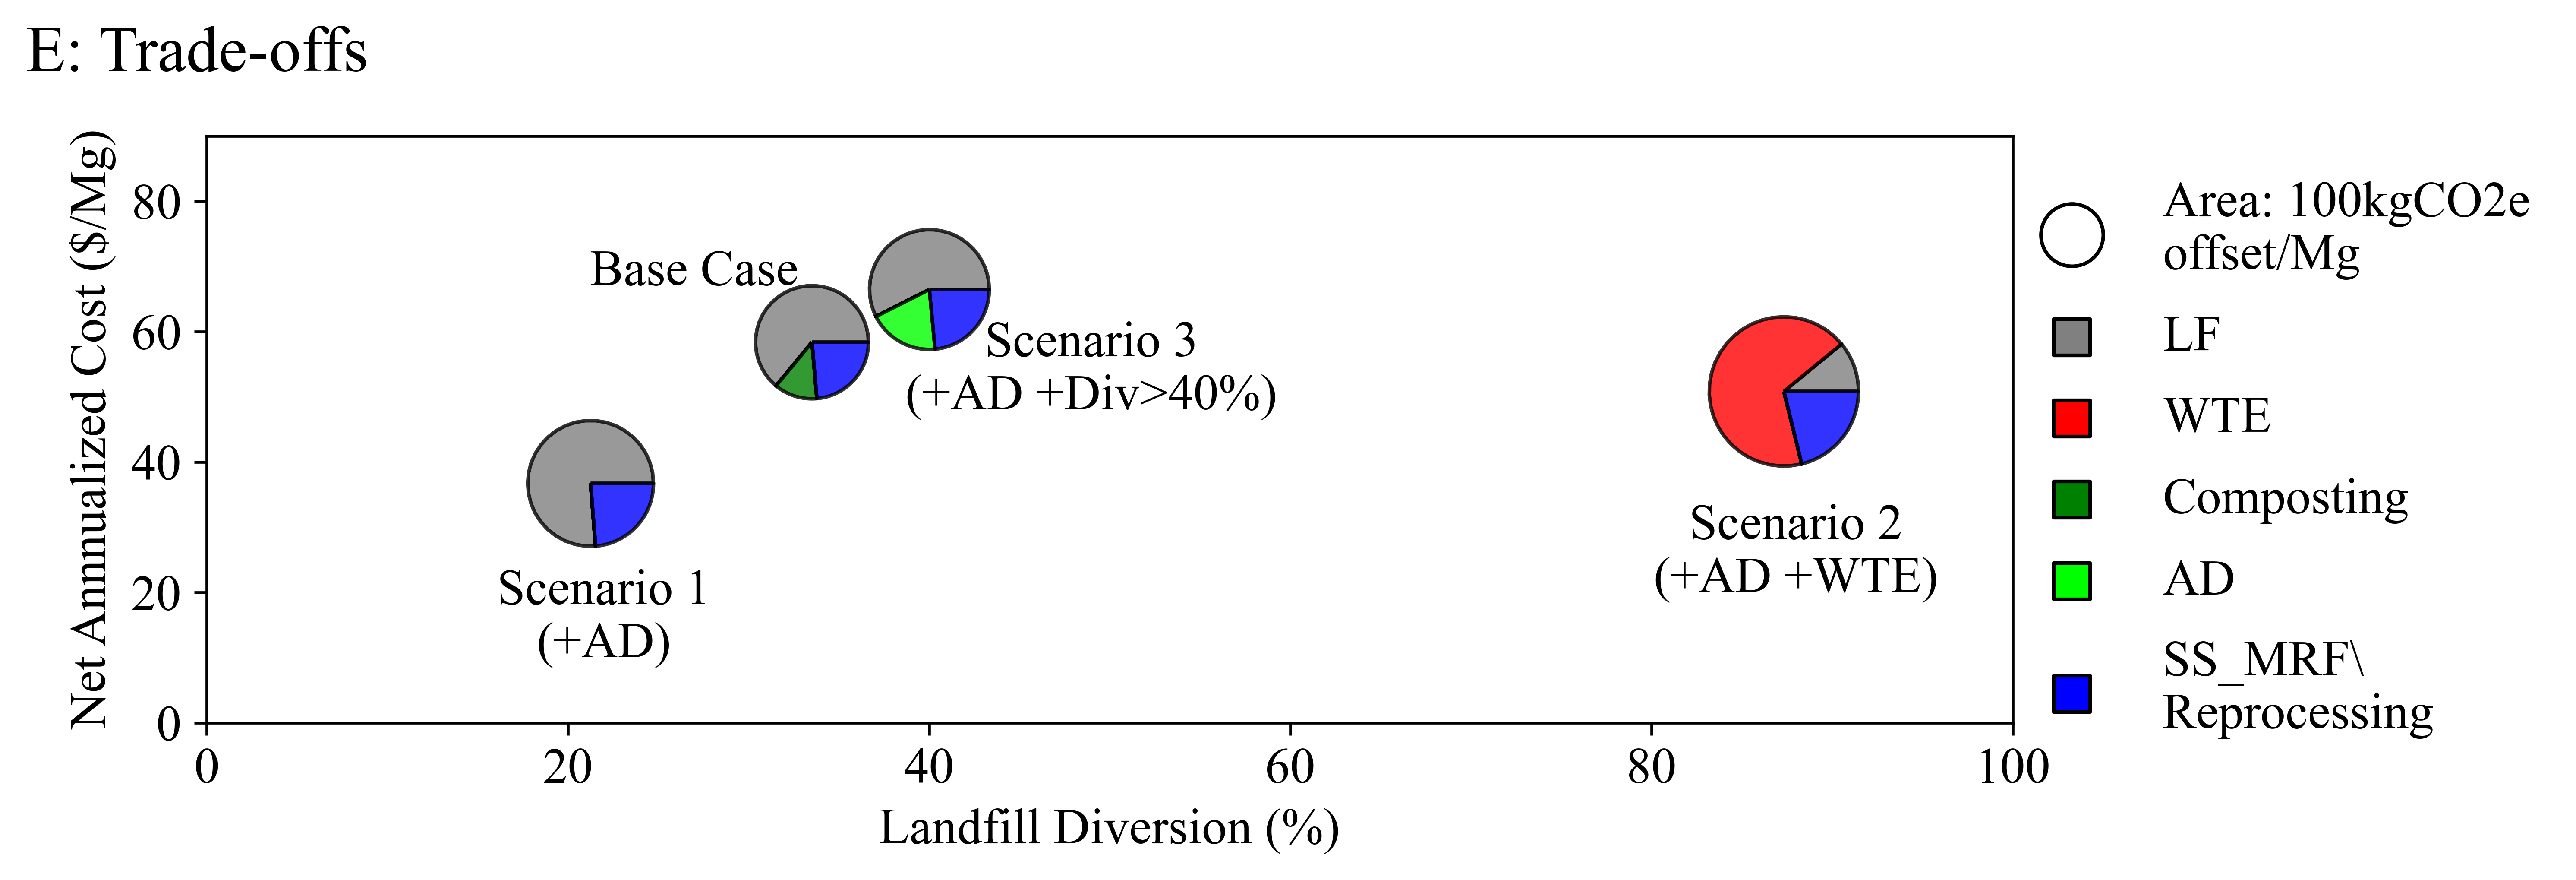 E: Trade-offs
Net Annualized Cost ($/Mg)
80
60
40
20
0
Base Case
Scenario 3
(+AD +Div>40%)
Scenario 1
(+AD)
Scenario 2
(+AD +WTE)
0
20
40
60
80
100
Landfill Diversion (%)
Area: 100kgCO2e
offset/Mg
LF
WTE
Composting
AD
SS_MRF\
Reprocessing